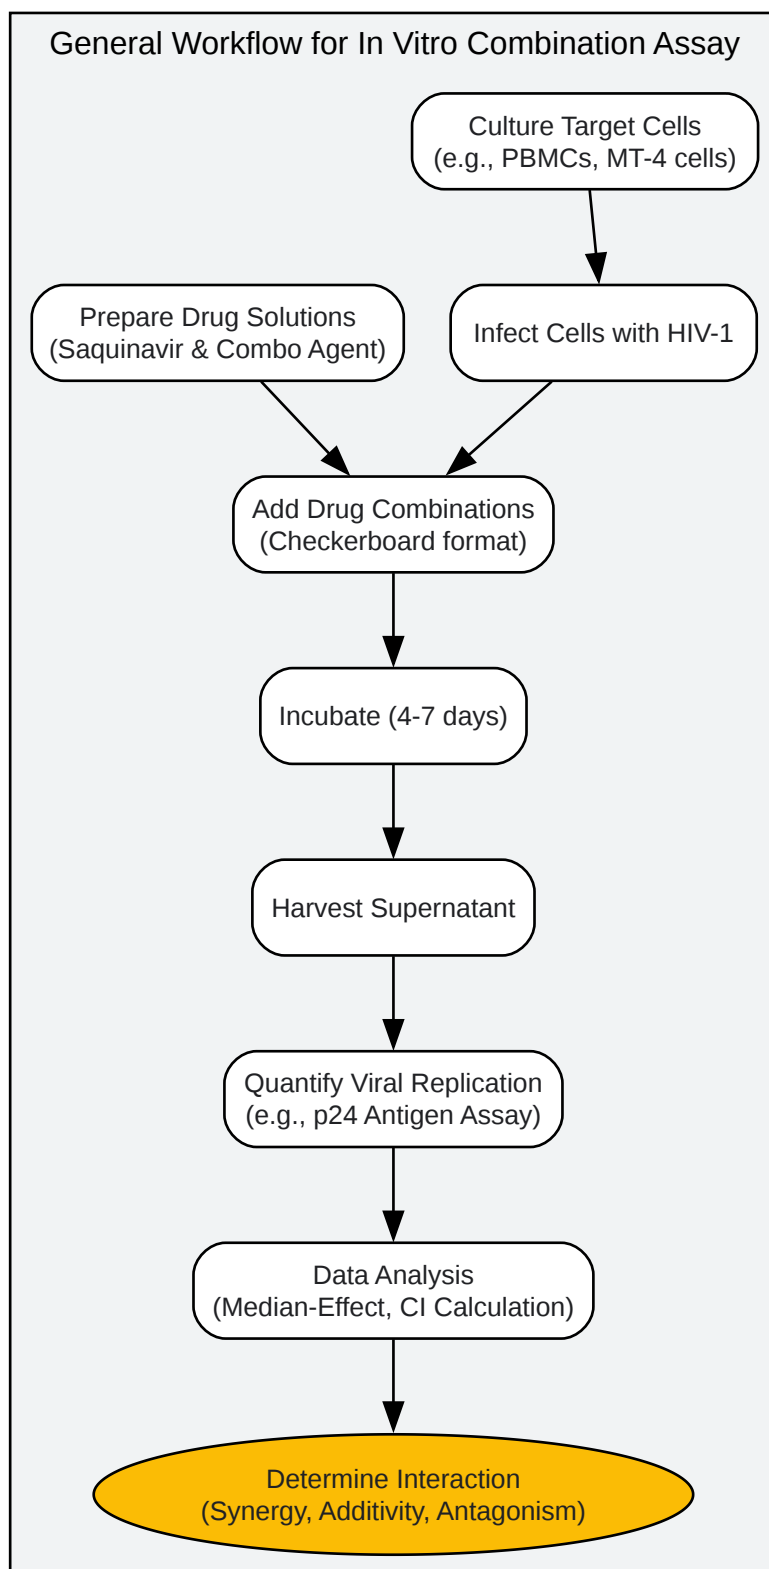 General Workflow for In Vitro Combination Assay
Culture Target Cells
(e.g., PBMCs, MT-4 cells)
Prepare Drug Solutions
(Saquinavir & Combo Agent)
Infect Cells with HIV-1
Add Drug Combinations
(Checkerboard format)
Incubate (4-7 days)
Harvest Supernatant
Quantify Viral Replication
(e.g., p24 Antigen Assay)
Data Analysis
(Median-Effect, CI Calculation)
Determine Interaction
(Synergy, Additivity, Antagonism)